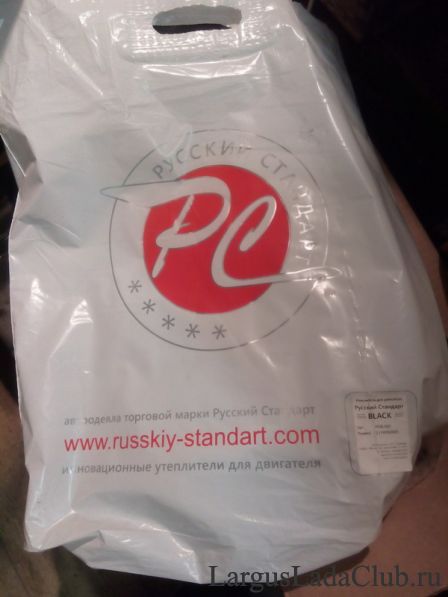 РУССКИЙ СТАНДАРТ
РС
автоодеяла торговой марки Русский Стандарт
www.russkiy-standart.com
инновационные утеплители для двигателя
Русский Стандарт
BLACK
LargusLadaClub.ru